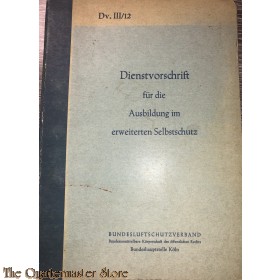 Dv. III/12
Dienstvorschrift
für die
Ausbildung im
erweiterten Selbstschutz
BUNDESLUFTSCHUTZVERBAND
Bundesunmittelbare Körperschaft des öffentlichen Rechts
Bundeshauptstelle Köln
The Quartermaster Store